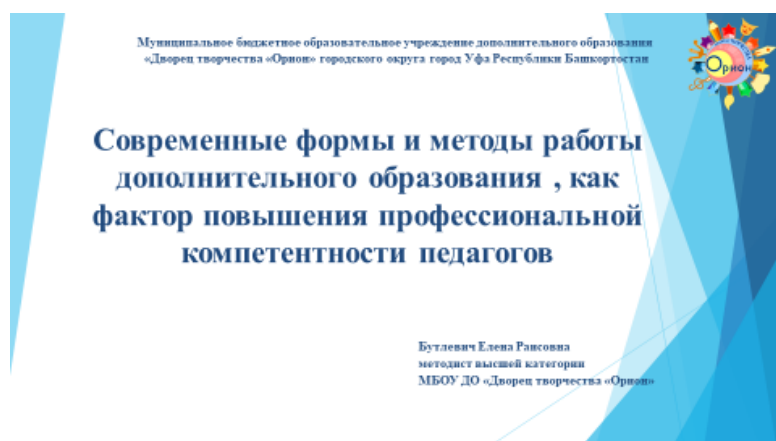 Муниципальное бюджетное образовательное учреждение дополнительного образования
«Дворец творчества «Орион» городского округа город Уфа Республики Башкортостан
Орион
Современные формы и методы работы
дополнительного образования , как
фактор повышения профессиональной
компетентности педагогов
Бутлевич Елена Раисовна
методист высшей категории
МБОУ ДО «Дворец творчества «Орион»